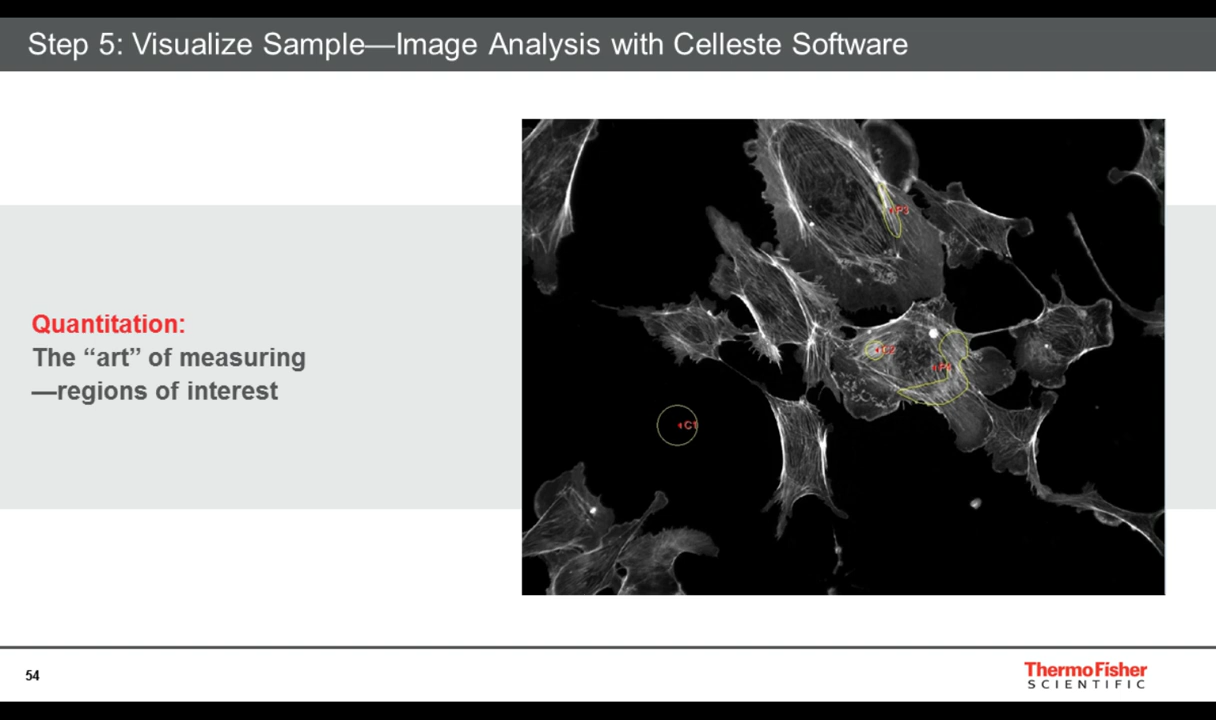 Step 5: Visualize Sample—Image Analysis with Celleste Software
Quantitation:
The “art” of measuring
—regions of interest
P3
C2
P4
C1
54
ThermoFisher
SCIENTIFIC